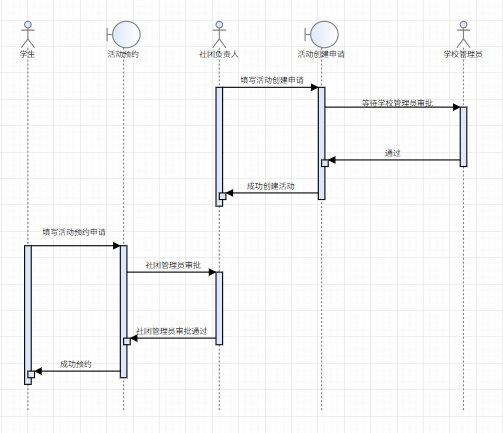 学生
活动预约
社团负责人
活动创建申请
学校管理员
填写活动创建申请
等待学校管理员审批
通过
成功创建活动
填写活动预约申请
社团管理员审批
社团管理员审批通过
成功预约